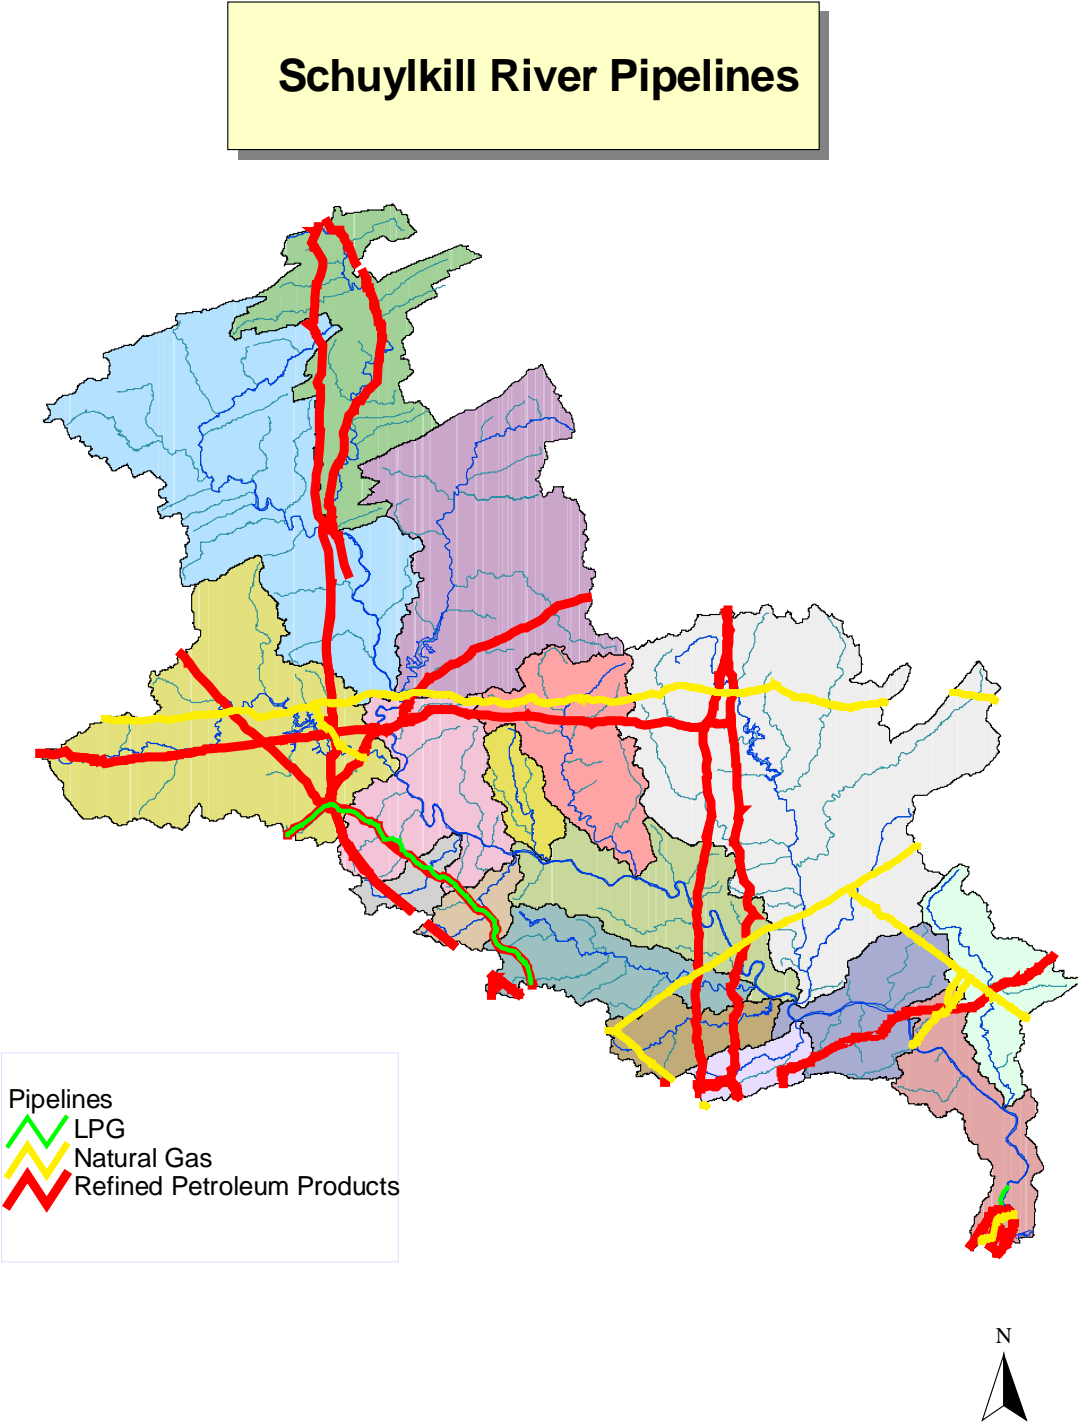 Schuylkill River Pipelines
Pipelines
LPG
Natural Gas
Refined Petroleum Products
N